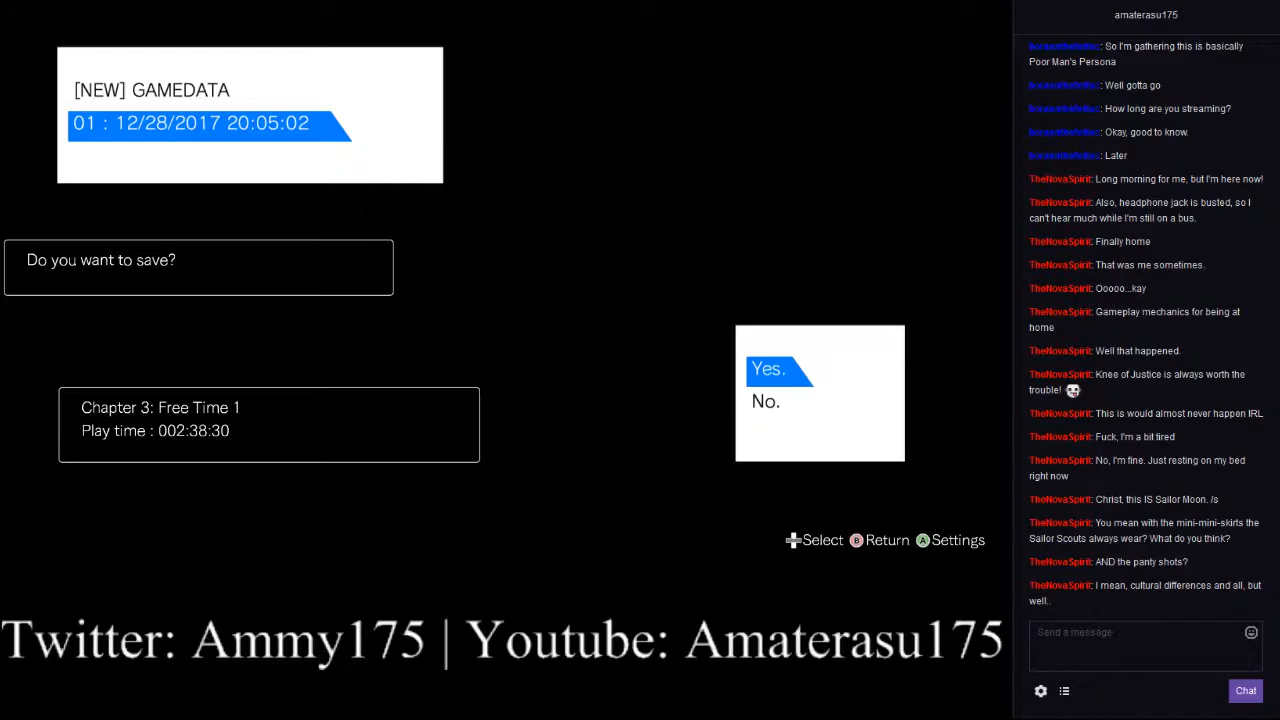 [NEW] GAMEDATA
01 : 12/28/2017 20:05:02
Do you want to save?
Chapter 3: Free Time 1
Play time : 002:38:30
Yes.
No.
Select B Return A Settings
Twitter: Ammy175 | Youtube: Amaterasu175
amaterasu175
: So I'm gathering this is basically
Poor Man's Persona
: Well gotta go
: How long are you streaming?
: Okay, good to know.
: Later
TheNovaSpirit: Long morning for me, but I'm here now!
TheNovaSpirit: Also, headphone jack is busted, so I
can't hear much while I'm still on a bus.
TheNovaSpirit: Finally home
TheNovaSpirit: That was me sometimes.
TheNovaSpirit: Ooooo...kay
TheNovaSpirit: Gameplay mechanics for being at
home
TheNovaSpirit: Well that happened.
TheNovaSpirit: Knee of Justice is always worth the
trouble!
TheNovaSpirit: This is would almost never happen IRL
TheNovaSpirit: Fuck, I'm a bit tired
TheNovaSpirit: No, I'm fine. Just resting on my bed
right now
TheNovaSpirit: Christ, this IS Sailor Moon. /s
TheNovaSpirit: You mean with the mini-mini-skirts the
Sailor Scouts always wear? What do you think?
TheNovaSpirit: AND the panty shots?
TheNovaSpirit: I mean, cultural differences and all, but
well..
Send a message
Chat